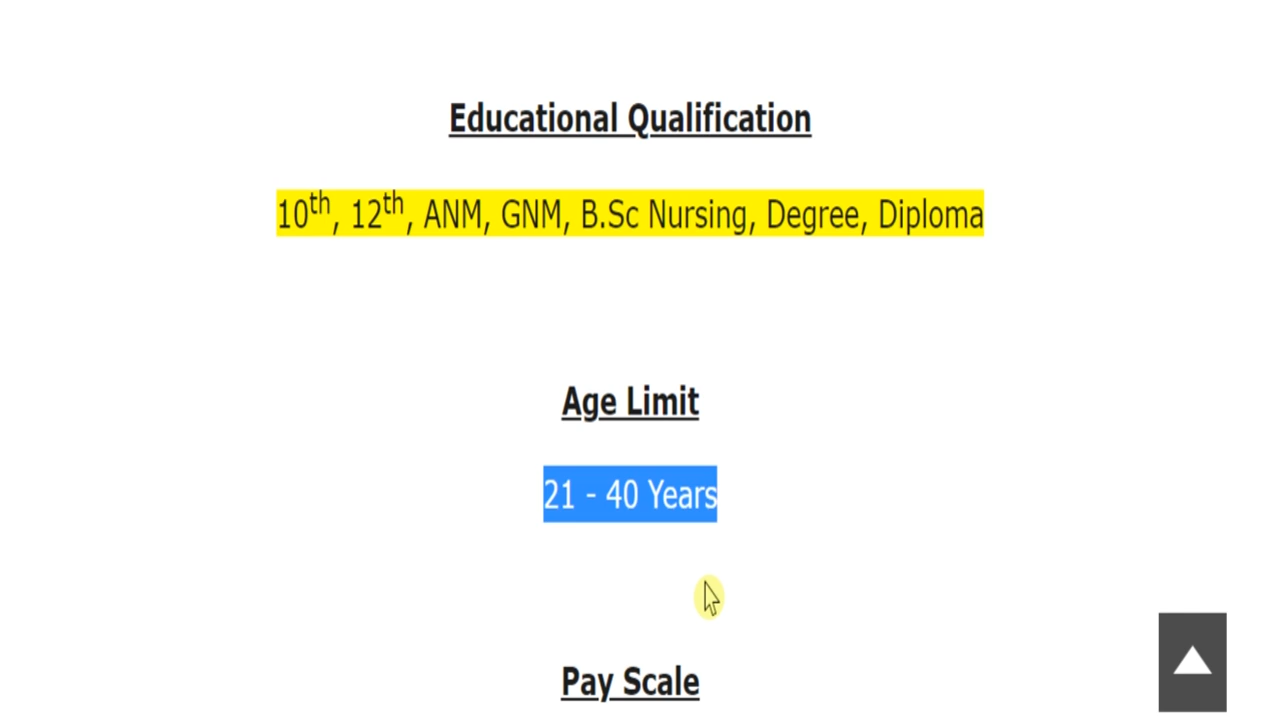 Educational Qualification
10th, 12th, ANM, GNM, B.Sc Nursing, Degree, Diploma
Age Limit
21 - 40 Years
Pay Scale